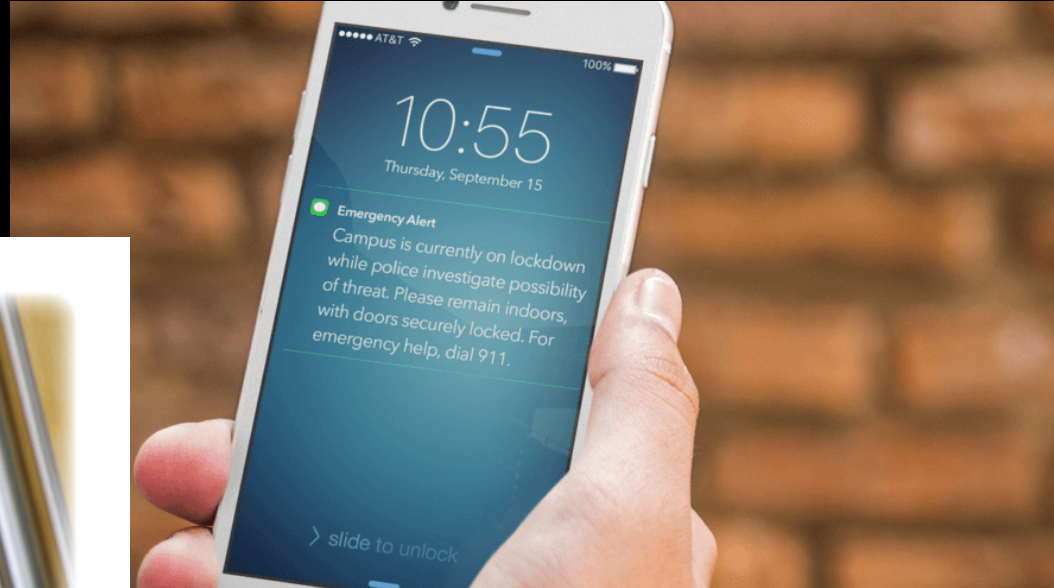 AT&T
100%
10:55
Thursday, September 15
Emergency Alert
Campus is currently on lockdown
while police investigate possibility
of threat. Please remain indoors,
with doors securely locked. For
emergency help, dial 911.
> slide to unlock